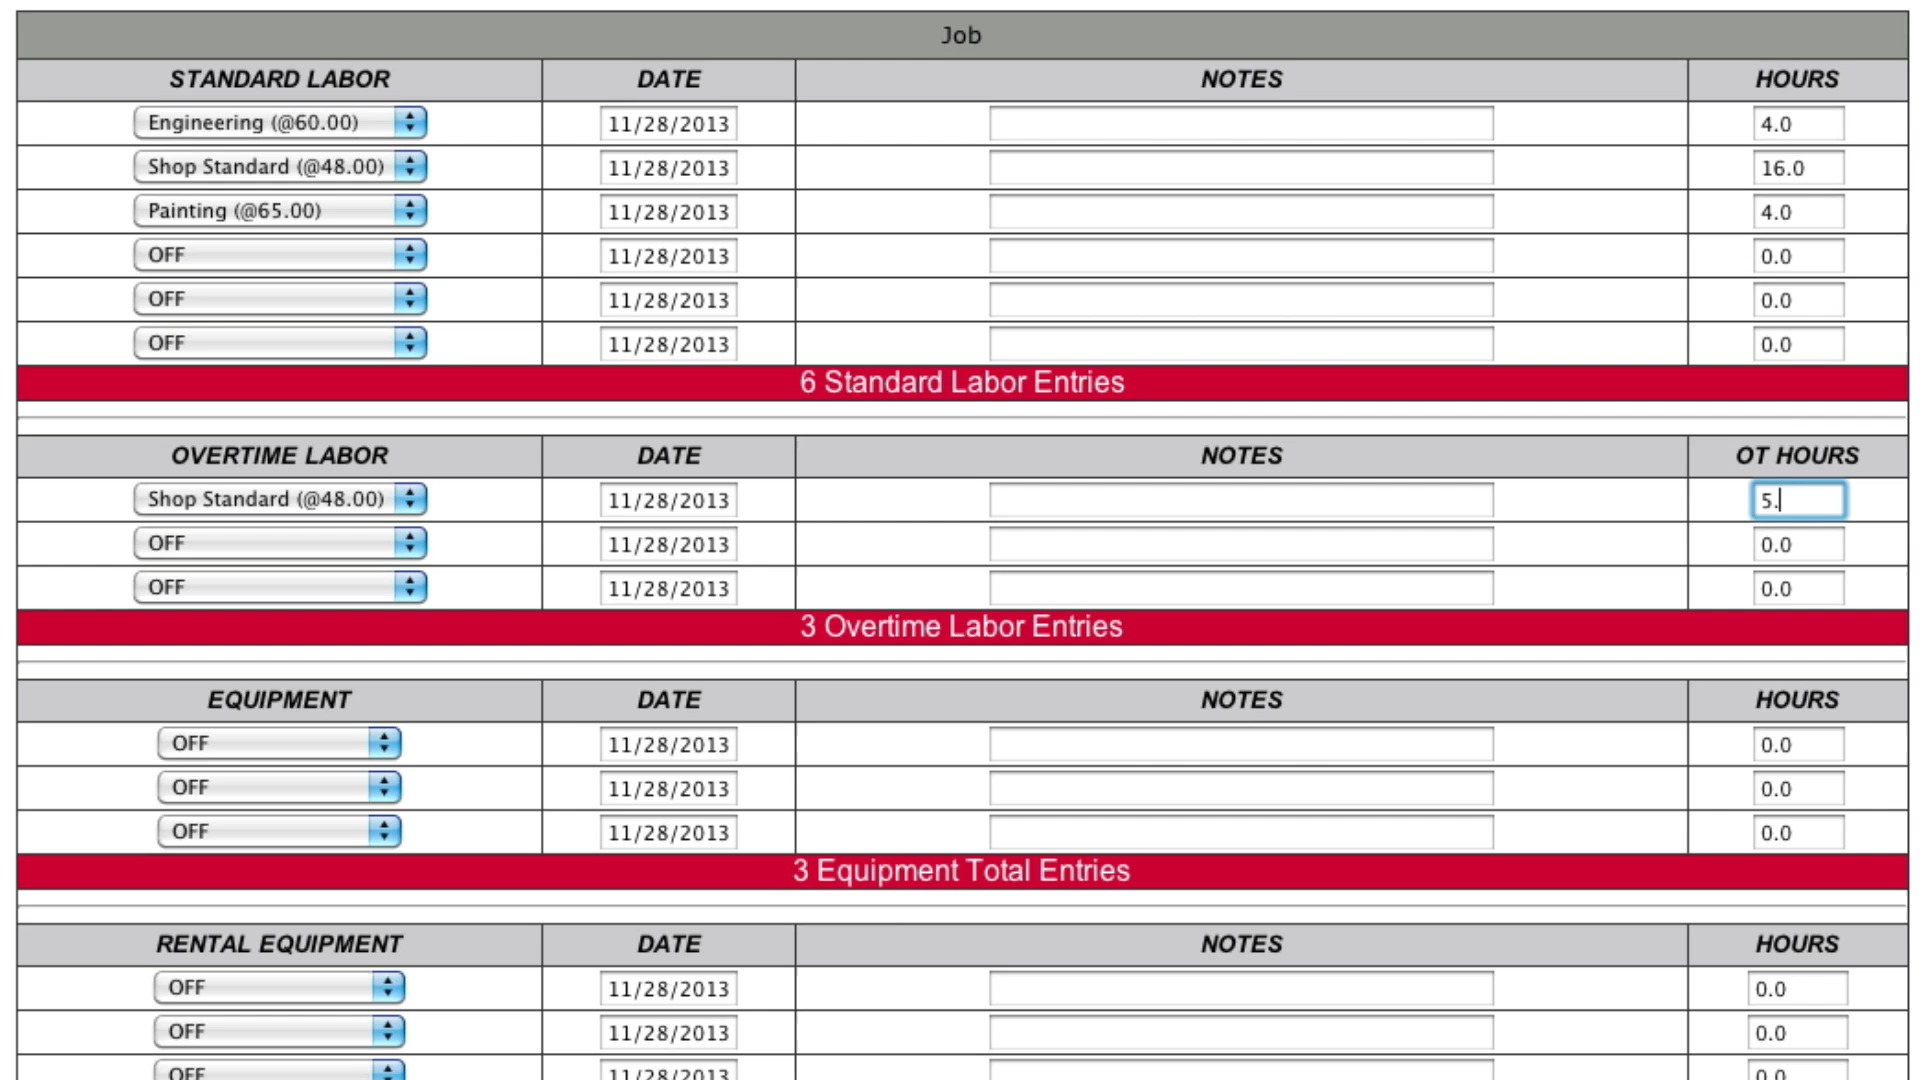 Job
STANDARD LABOR DATE NOTES HOURS
Engineering (@60.00) 11/28/2013 4.0
Shop Standard (@48.00) 11/28/2013 16.0
Painting (@65.00) 11/28/2013 4.0
OFF 11/28/2013 0.0
OFF 11/28/2013 0.0
OFF 11/28/2013 0.0
6 Standard Labor Entries
OVERTIME LABOR DATE NOTES OT HOURS
Shop Standard (@48.00) 11/28/2013 5.
OFF 11/28/2013 0.0
OFF 11/28/2013 0.0
3 Overtime Labor Entries
EQUIPMENT DATE NOTES HOURS
OFF 11/28/2013 0.0
OFF 11/28/2013 0.0
OFF 11/28/2013 0.0
3 Equipment Total Entries
RENTAL EQUIPMENT DATE NOTES HOURS
OFF 11/28/2013 0.0
OFF 11/28/2013 0.0
OFF 11/28/2013 0.0